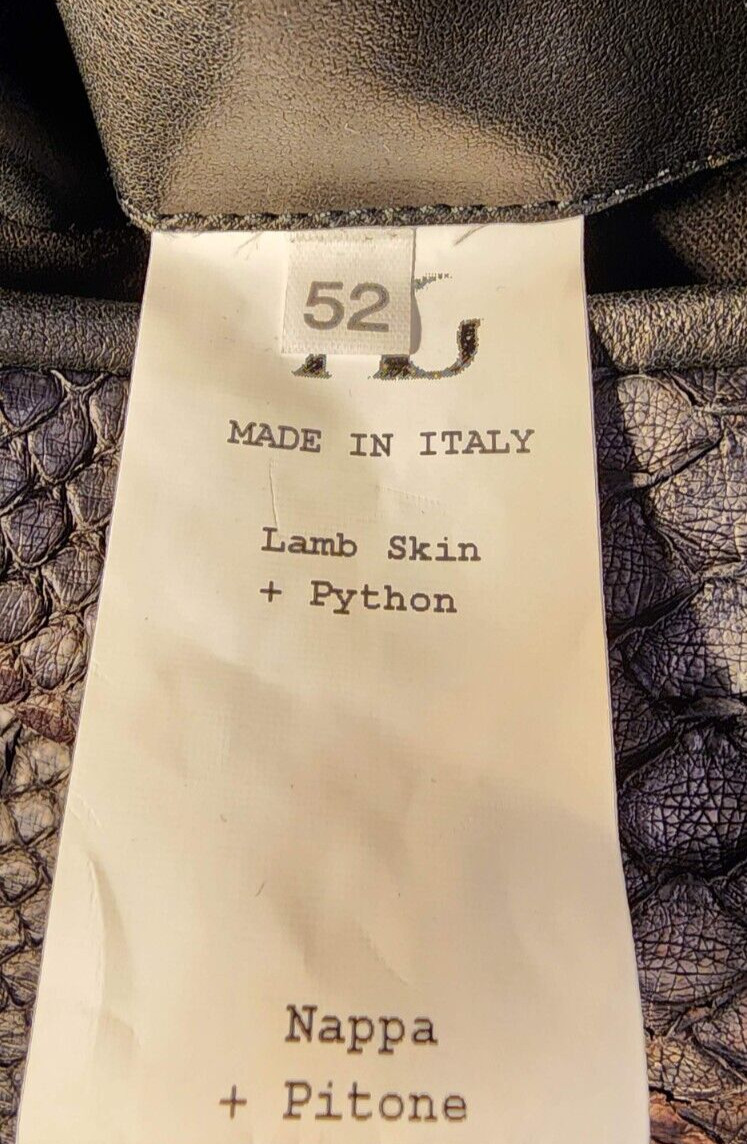 52
MADE IN ITALY
Lamb Skin
+ Python
Nappa
+ Pitone